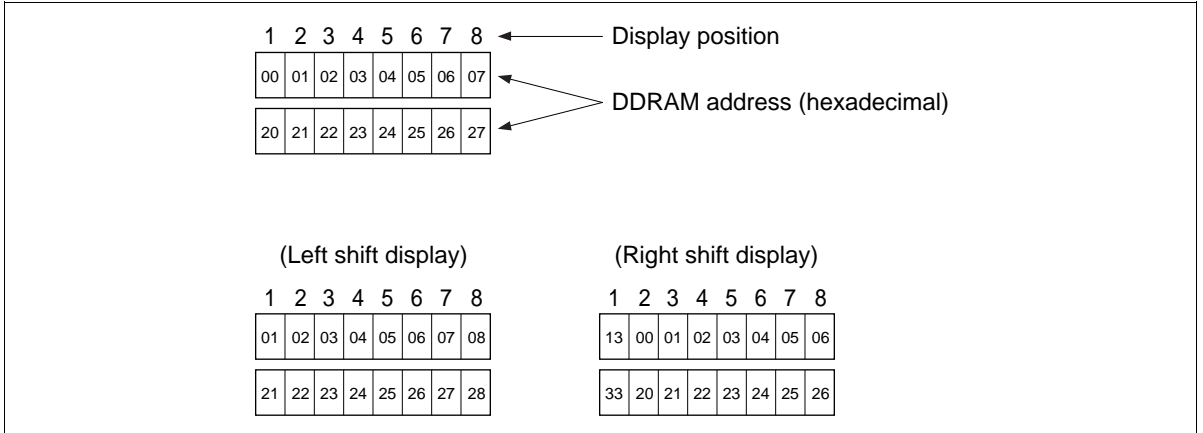 1 2 3 4 5 6 7 8 Display position
00 01 02 03 04 05 06 07
DDRAM address (hexadecimal)
20 21 22 23 24 25 26 27
(Left shift display)
1 2 3 4 5 6 7 8
01 02 03 04 05 06 07 08
21 22 23 24 25 26 27 28
(Right shift display)
1 2 3 4 5 6 7 8
13 00 01 02 03 04 05 06
33 20 21 22 23 24 25 26